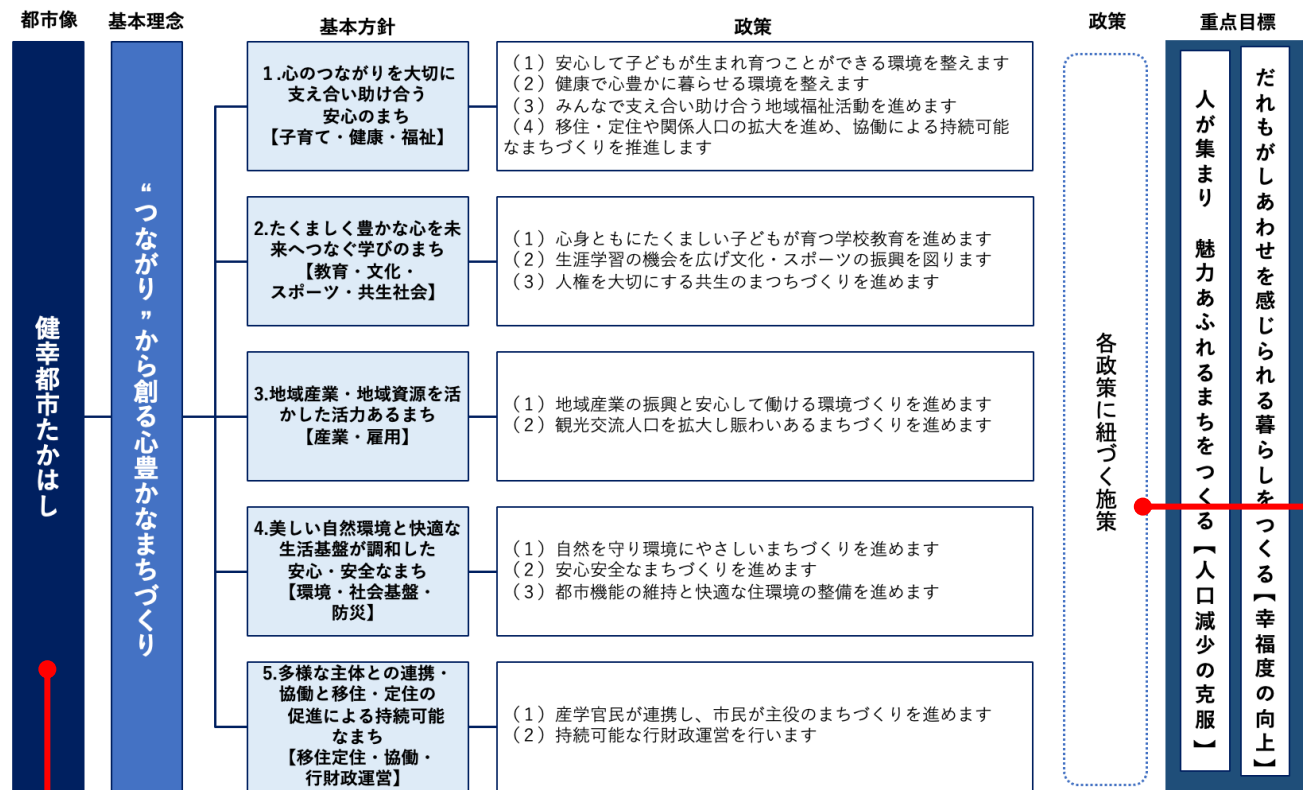 都市像
基本理念
基本方針
政策
政策
重点目標
健幸都市たかはし
“つながり”から創る心豊かなまちづくり
1.心のつながりを大切に
支え合い助け合う
安心のまち
【子育て・健康・福祉】
（1）安心して子どもが生まれ育つことができる環境を整えます
（2）健康で心豊かに暮らせる環境を整えます
（3）みんなで支え合い助け合う地域福祉活動を進めます
（4）移住・定住や関係人口の拡大を進め、協働による持続可能
なまちづくりを推進します
2.たくましく豊かな心を未
来へつなぐ学びのまち
【教育・文化・
スポーツ・共生社会】
（1）心身ともにたくましい子どもが育つ学校教育を進めます
（2）生涯学習の機会を広げ文化・スポーツの振興を図ります
（3）人権を大切にする共生のまつちづくりを進めます
3.地域産業・地域資源を活
かした活力あるまち
【産業・雇用】
（1）地域産業の振興と安心して働ける環境づくりを進めます
（2）観光交流人口を拡大し賑わいあるまちづくりを進めます
4.美しい自然環境と快適な
生活基盤が調和した
安心・安全なまち
【環境・社会基盤・
防災】
（1）自然を守り環境にやさしいまちづくりを進めます
（2）安心安全なまちづくりを進めます
（3）都市機能の維持と快適な住環境の整備を進めます
5.多様な主体との連携・
協働と移住・定住の
促進による持続可能
なまち
【移住定住・協働・
行財政運営】
（1）産学官民が連携し、市民が主役のまちづくりを進めます
（2）持続可能な行財政運営を行います
各政策に紐づく施策
人が集まり　魅力あふれるまちをつくる【人口減少の克服】
だれもがしあわせを感じられる暮らしをつくる【幸福度の向上】